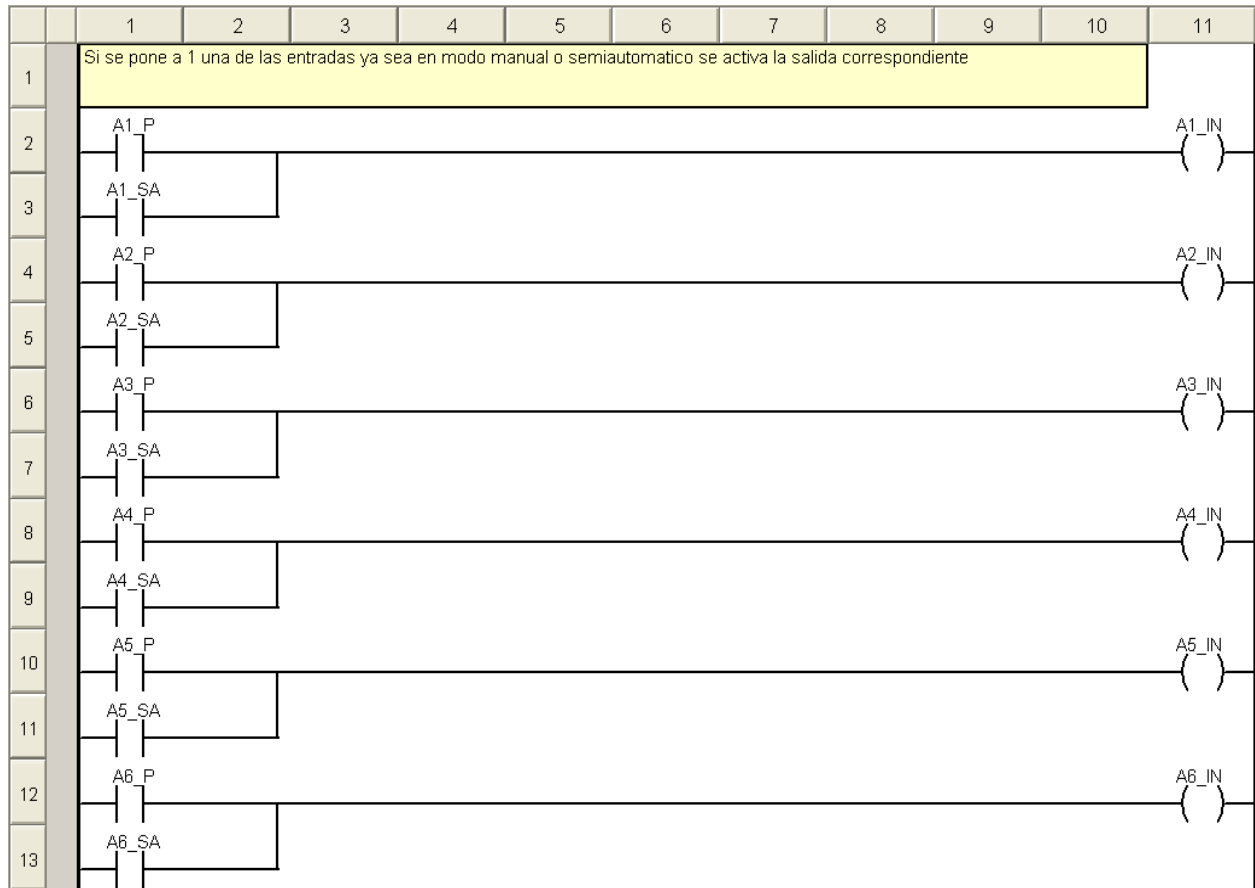 1 2 3 4 5 6 7 8 9 10 11
1 Si se pone a 1 una de las entradas ya sea en modo manual o semiautomatico se activa la salida correspondiente
2 A1_P A1_IN
3 A1_SA
4 A2_P A2_IN
5 A2_SA
6 A3_P A3_IN
7 A3_SA
8 A4_P A4_IN
9 A4_SA
10 A5_P A5_IN
11 A5_SA
12 A6_P A6_IN
13 A6_SA